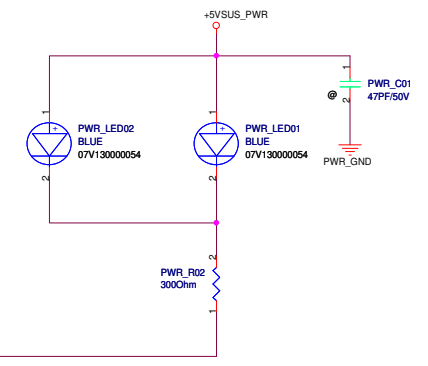 +5VSUS_PWR
1
PWR_C01
@
2
47PF/50V
PWR_GND
1
+
PWR_LED02
BLUE
07V130000054
2
1
+
PWR_LED01
BLUE
07V130000054
2
2
PWR_R02
300Ohm
1